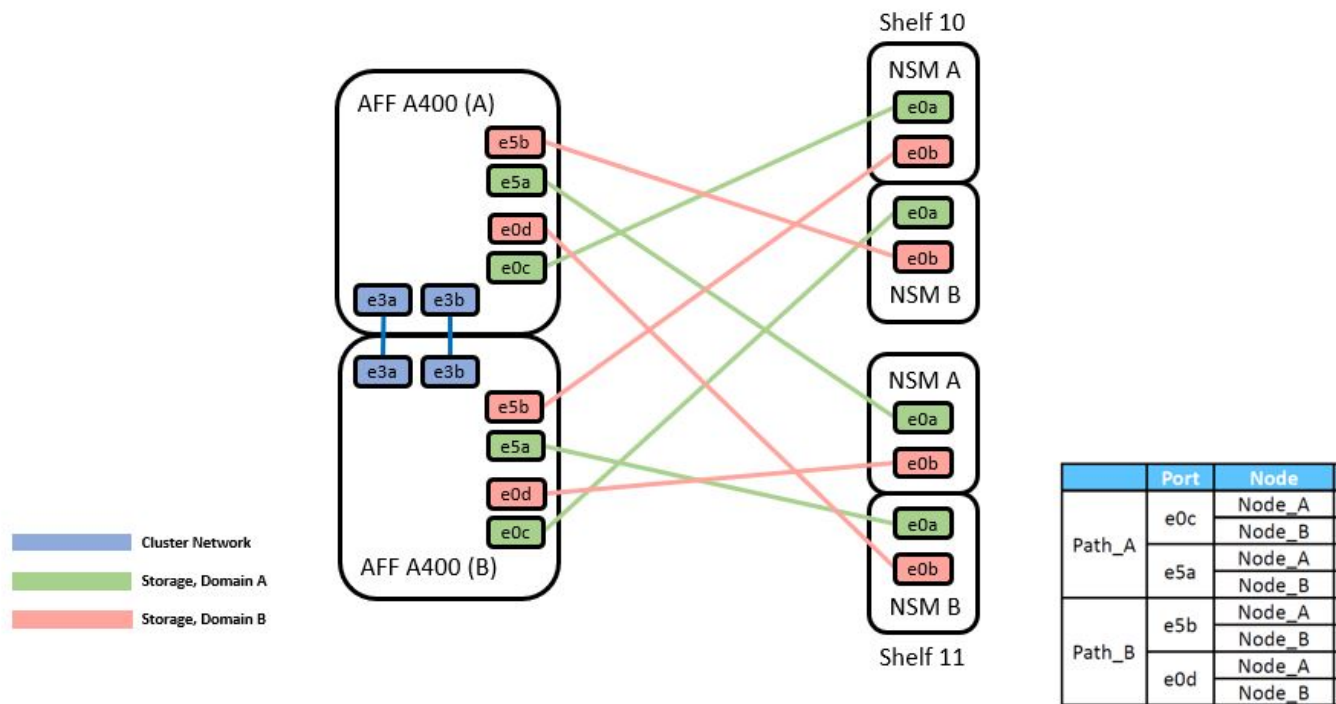 Shelf 10
AFF A400 (A)
e5b
e5a
e0d
e0c
e3a e3b
NSM A
e0a
e0b
e0a
e0b
NSM B
e3a e3b
e5b
e5a
e0d
e0c
AFF A400 (B)
NSM A
e0a
e0b
e0a
e0b
NSM B
Shelf 11
Cluster Network
Storage, Domain A
Storage, Domain B
Port Node
Path_A e0c Node_A
Node_B
e5a Node_A
Node_B
Path_B e5b Node_A
Node_B
e0d Node_A
Node_B